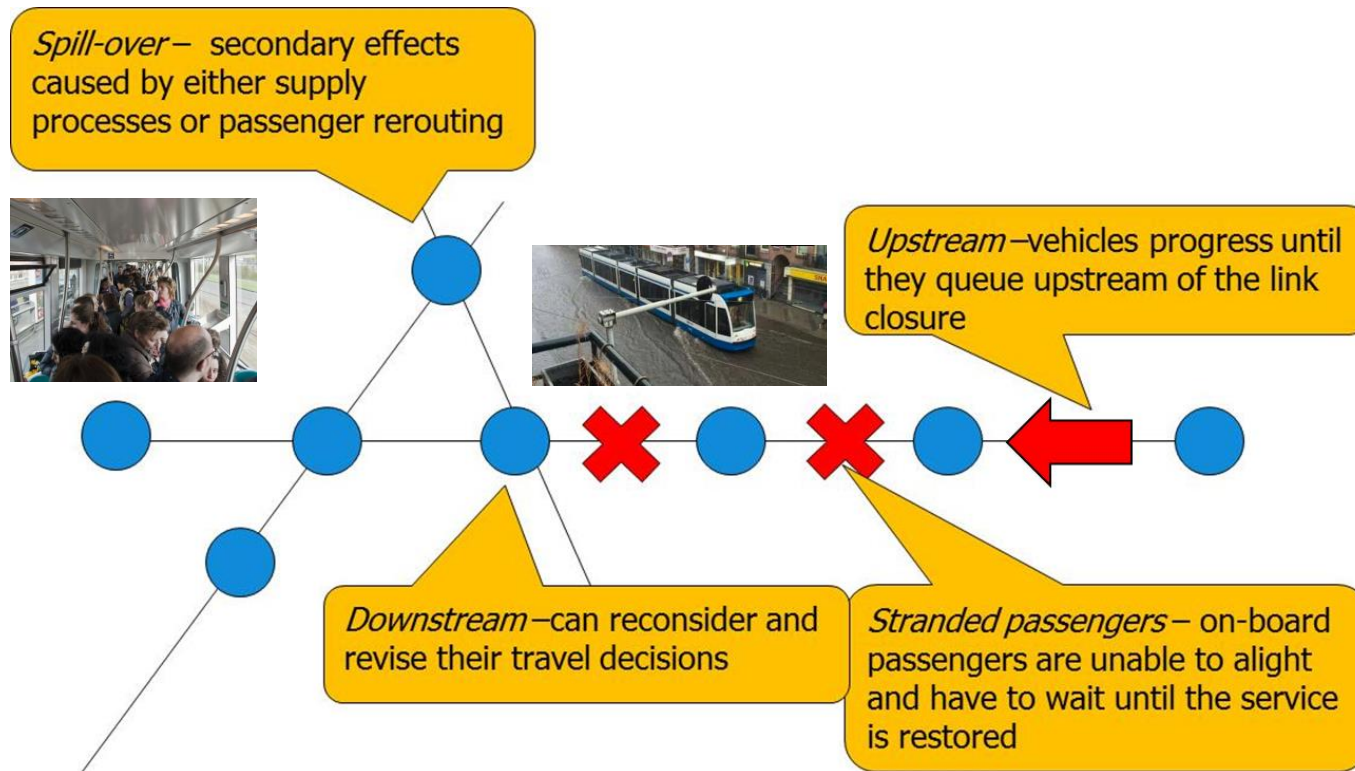 Spill-over – secondary effects
caused by either supply
processes or passenger rerouting
Upstream –vehicles progress until
they queue upstream of the link
closure
Downstream –can reconsider and
revise their travel decisions
Stranded passengers – on-board
passengers are unable to alight
and have to wait until the service
is restored